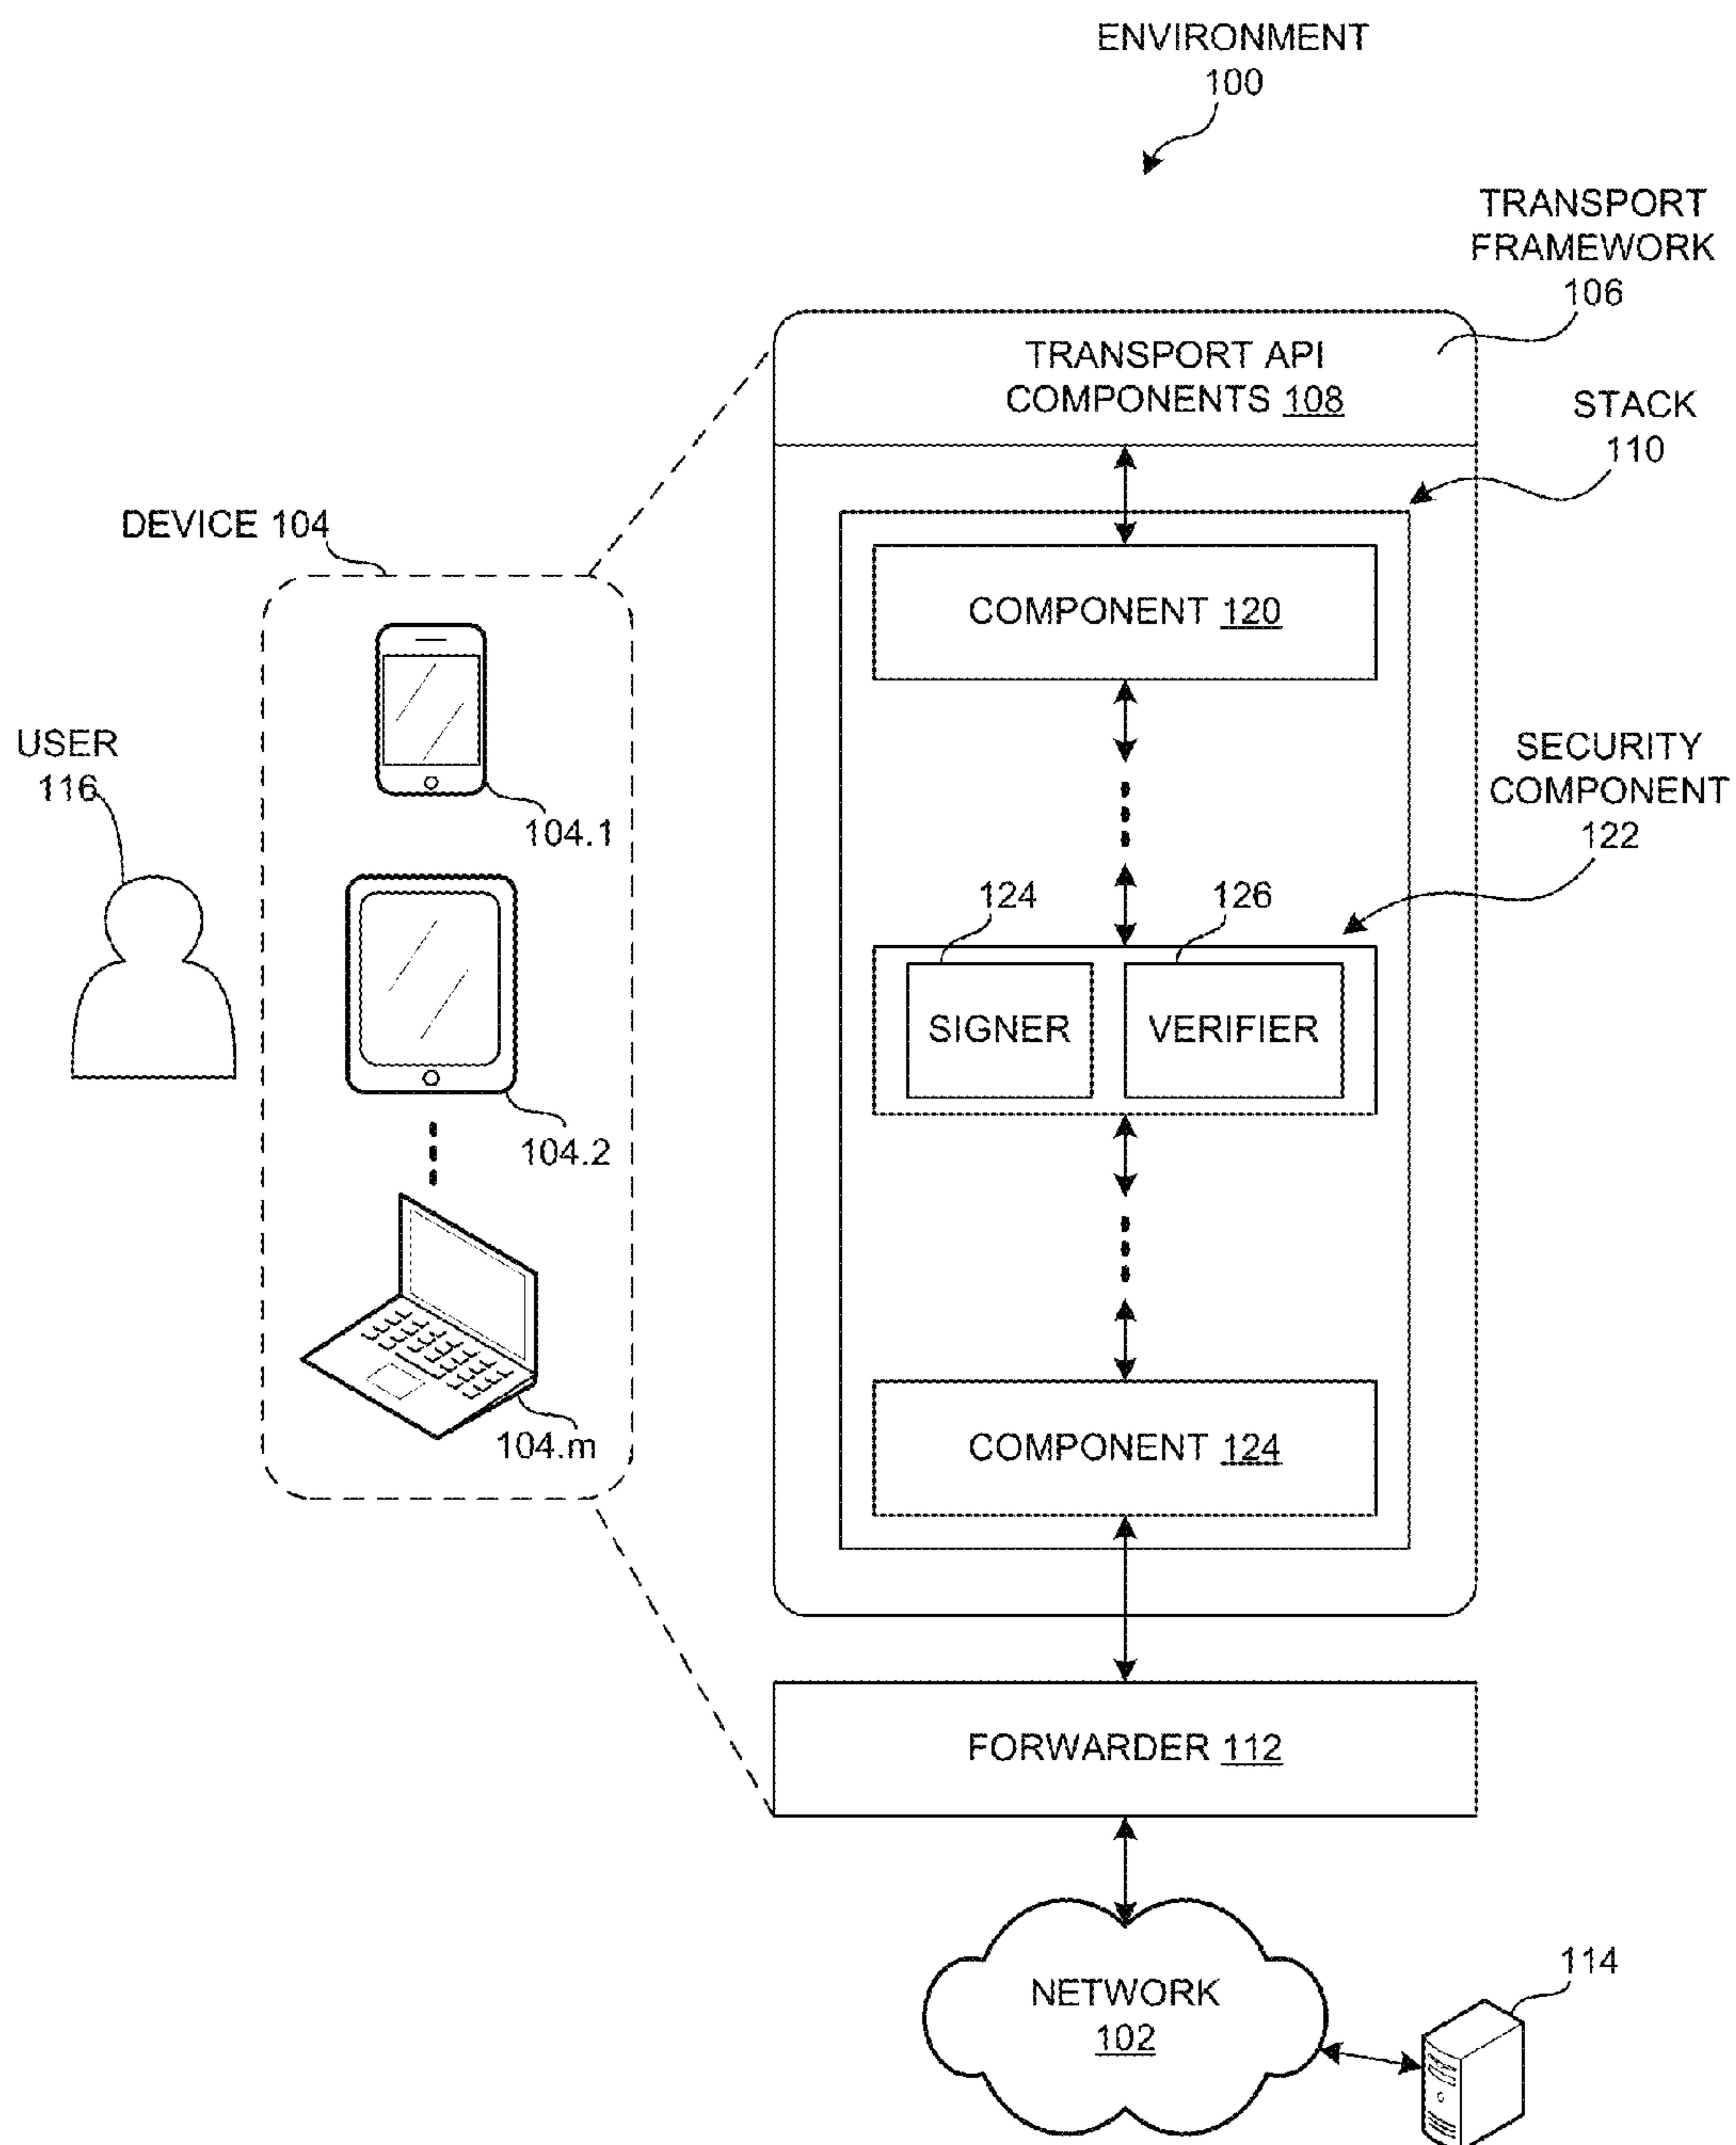 ENVIRONMENT
100
TRANSPORT
FRAMEWORK
106
TRANSPORT API
COMPONENTS 108
STACK
110
DEVICE 104
COMPONENT 120
USER
116
104.1
SECURITY
COMPONENT
122
124
126
SIGNER
VERIFIER
104.2
104.m
COMPONENT 124
FORWARDER 112
NETWORK
102
114